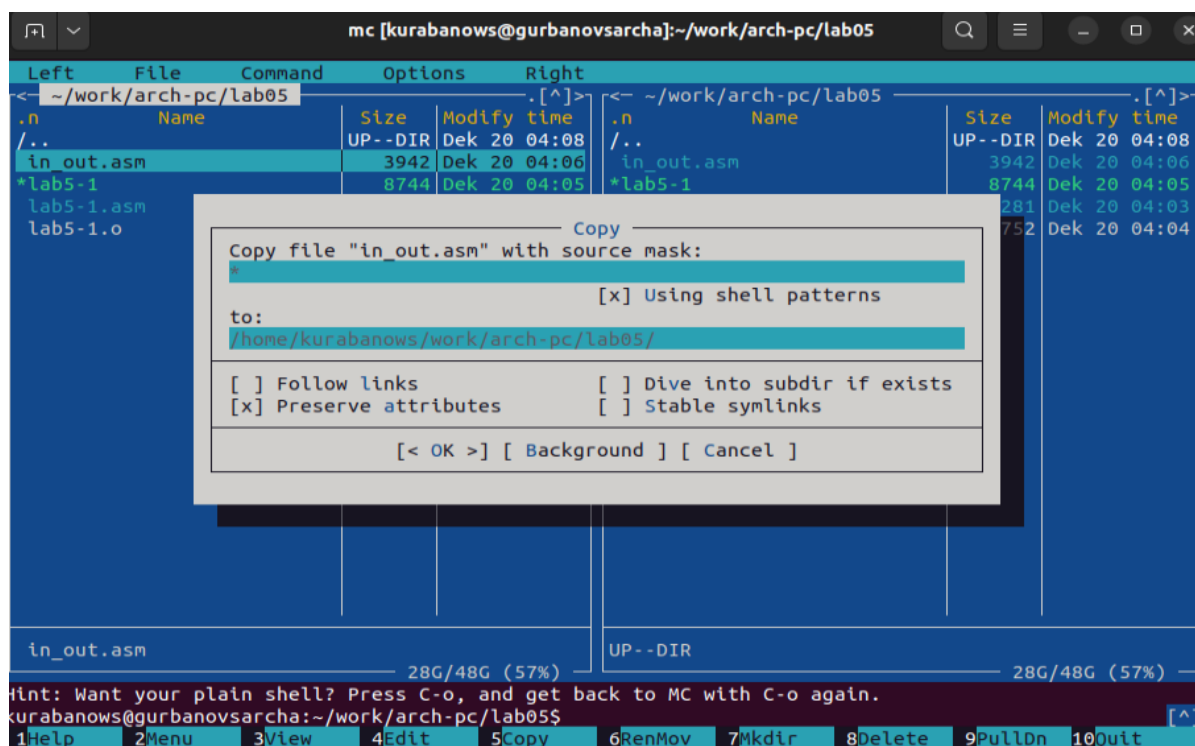 mc [kurabanows@gurbanovsarcha]:~/work/arch-pc/lab05
Left File Command Options Right
<─ ~/work/arch-pc/lab05 ─.[^]>
.n Name Size Modify time
/.. UP--DIR Dek 20 04:08
in_out.asm 3942 Dek 20 04:06
*lab5-1 8744 Dek 20 04:05
lab5-1.asm
lab5-1.o
<─ ~/work/arch-pc/lab05 ─.[^]>
.n Name Size Modify time
/.. UP--DIR Dek 20 04:08
in_out.asm 3942 Dek 20 04:06
*lab5-1 8744 Dek 20 04:05
281 Dek 20 04:03
752 Dek 20 04:04
Copy
Copy file "in_out.asm" with source mask:
*
[x] Using shell patterns
to:
/home/kurabanows/work/arch-pc/lab05/
[ ] Follow links [ ] Dive into subdir if exists
[x] Preserve attributes [ ] Stable symlinks
[< OK >] [ Background ] [ Cancel ]
in_out.asm
28G/48G (57%)
UP--DIR
28G/48G (57%)
Hint: Want your plain shell? Press C-o, and get back to MC with C-o again.
kurabanows@gurbanovsarcha:~/work/arch-pc/lab05$ [^]
1Help 2Menu 3View 4Edit 5Copy 6RenMov 7Mkdir 8Delete 9PullDn 10Quit